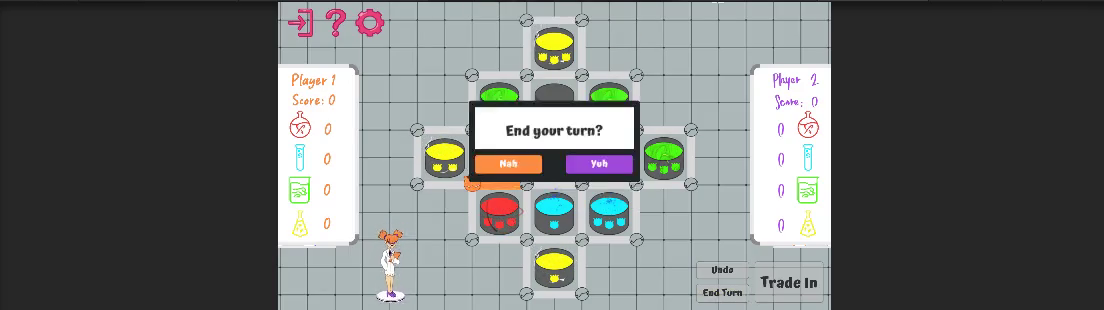 ?
Player 1
Score: 0
0
0
0
0
Player 2
Score: 0
0
0
0
0
End your turn?
Nah
Yuh
Undo
End Turn
Trade In